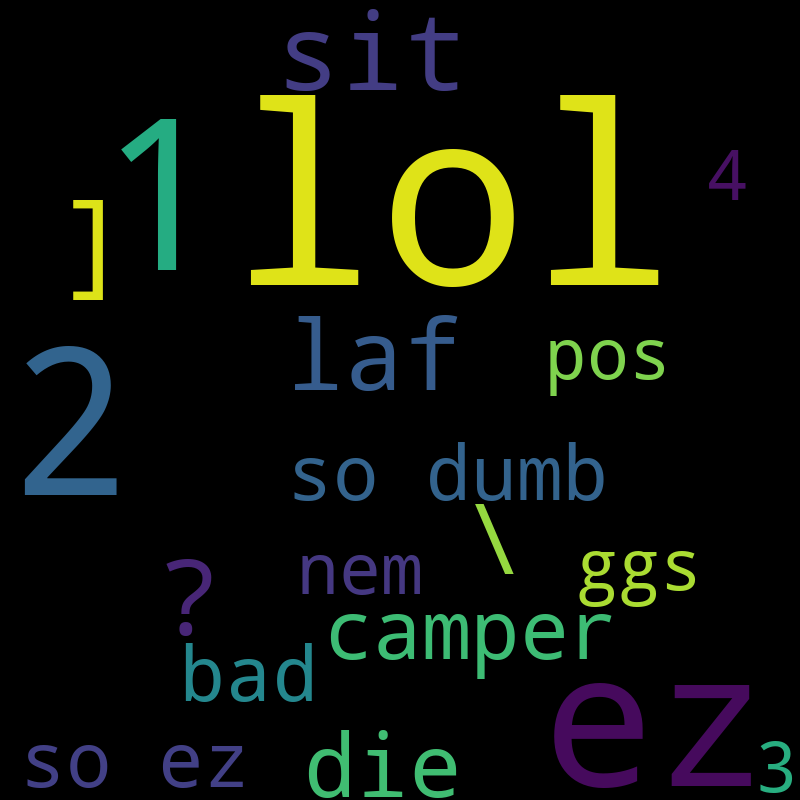 sit
1 lol 4
]
laf pos
2
so dumb
\
nem ggs
?
camper
bad
ez
so ez die 3